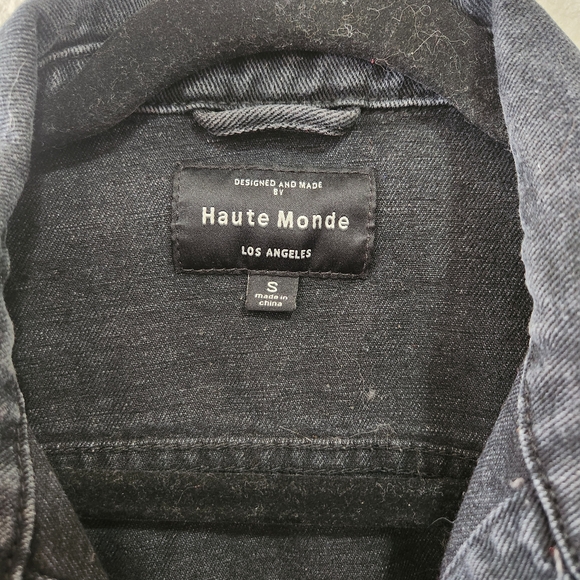 DESIGNED AND MADE
BY
Haute Monde
LOS ANGELES
S
made in
china